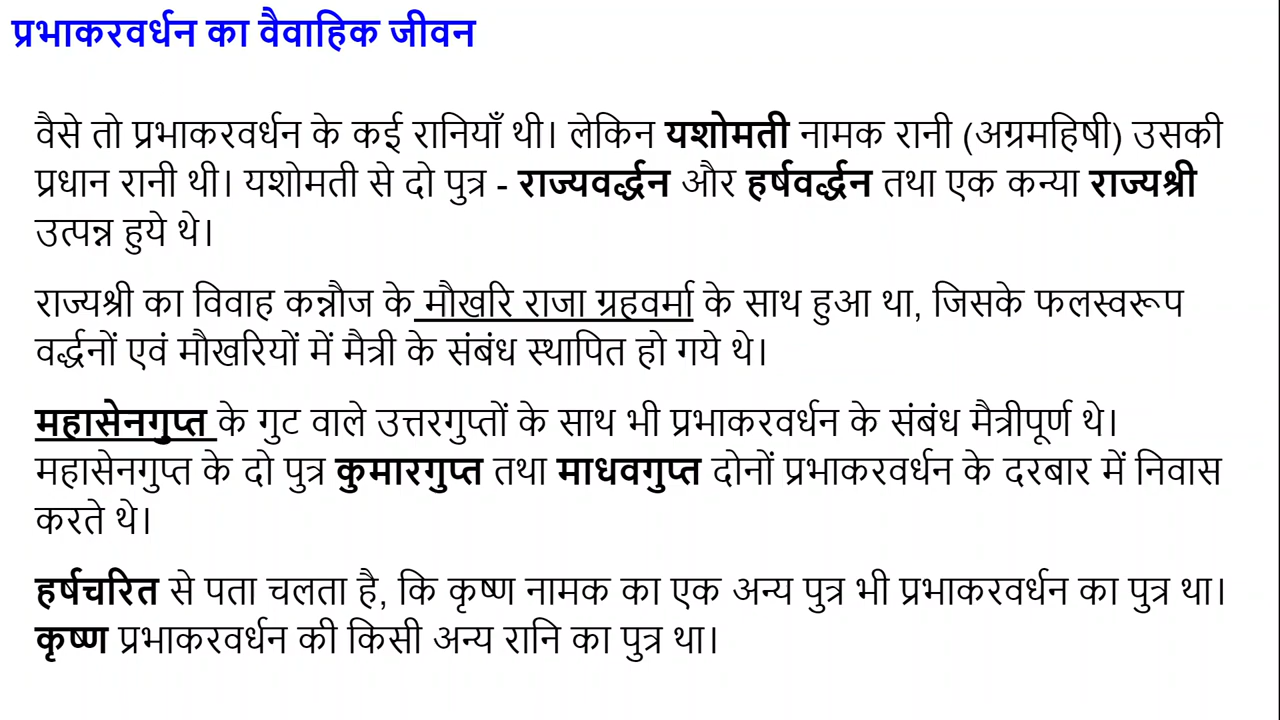 प्रभाकरवर्धन का वैवाहिक जीवन
वैसे तो प्रभाकरवर्धन के कई रानियाँ थी। लेकिन यशोमती नामक रानी (अग्रमहिषी) उसकी
प्रधान रानी थी। यशोमती से दो पुत्र - राज्यवर्द्धन और हर्षवर्द्धन तथा एक कन्या राज्यश्री
उत्पन्न हुये थे।
राज्यश्री का विवाह कन्नौज के मौखरि राजा ग्रहवर्मा के साथ हुआ था, जिसके फलस्वरूप
वर्द्धनों एवं मौखरियों में मैत्री के संबंध स्थापित हो गये थे।
महासेनगुप्त के गुट वाले उत्तरगुप्तों के साथ भी प्रभाकरवर्धन के संबंध मैत्रीपूर्ण थे।
महासेनगुप्त के दो पुत्र कुमारगुप्त तथा माधवगुप्त दोनों प्रभाकरवर्धन के दरबार में निवास
करते थे।
हर्षचरित से पता चलता है, कि कृष्ण नामक का एक अन्य पुत्र भी प्रभाकरवर्धन का पुत्र था।
कृष्ण प्रभाकरवर्धन की किसी अन्य रानि का पुत्र था।